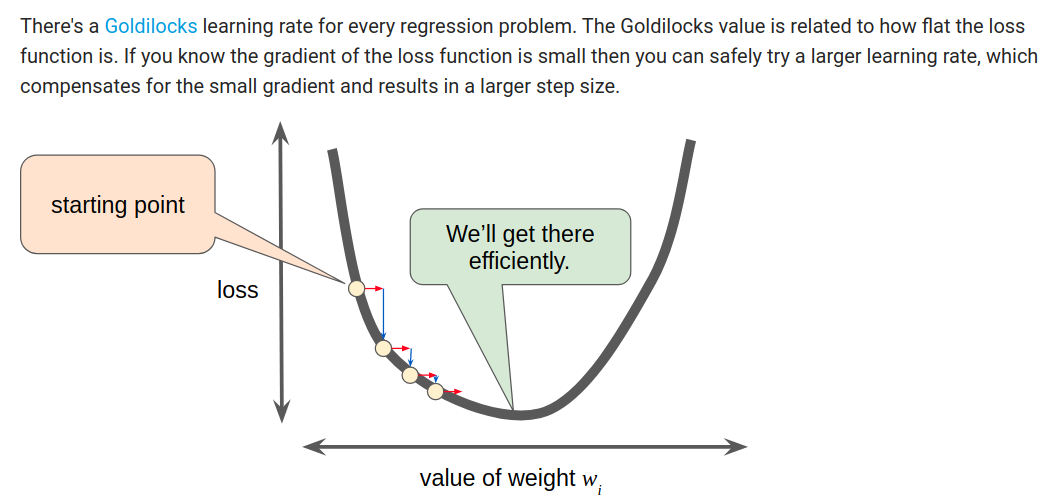 There's a Goldilocks learning rate for every regression problem. The Goldilocks value is related to how flat the loss
function is. If you know the gradient of the loss function is small then you can safely try a larger learning rate, which
compensates for the small gradient and results in a larger step size.
starting point
We'll get there
efficiently.
loss
value of weight wᵢ